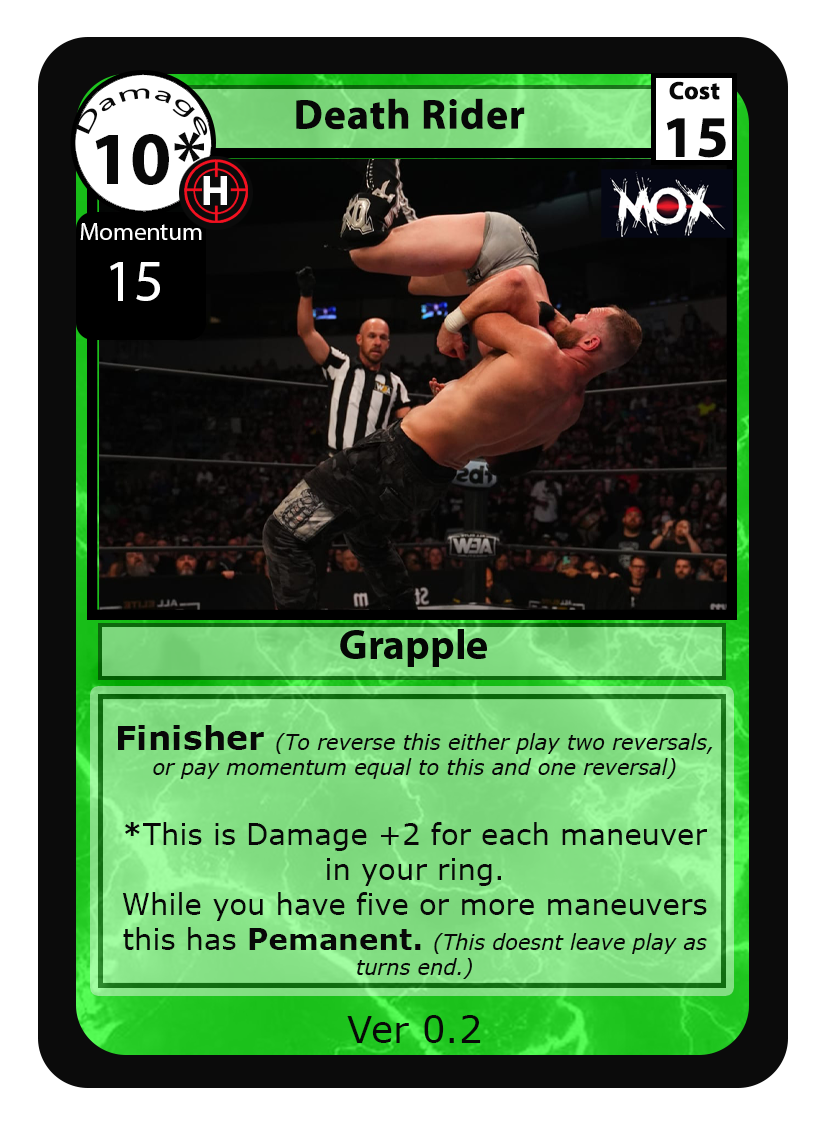 Damage
10*
H
Death Rider
Cost
15
Momentum
15
MOX
AEW
Grapple
Finisher (To reverse this either play two reversals,
or pay momentum equal to this and one reversal)
*This is Damage +2 for each maneuver
in your ring.
While you have five or more maneuvers
this has Pemanent. (This doesnt leave play as
turns end.)
Ver 0.2